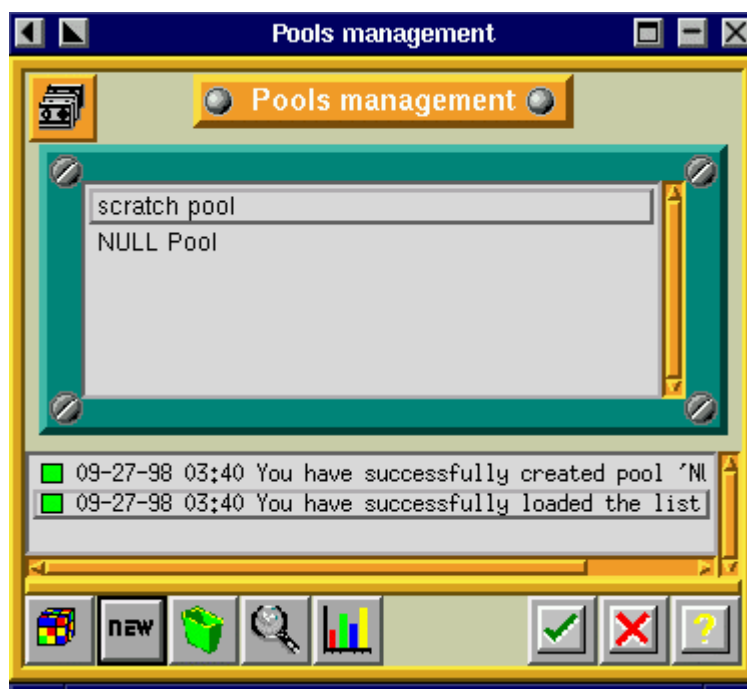 Pools management
Pools management
scratch pool
NULL Pool
09-27-98 03:40 You have successfully created pool 'NU
09-27-98 03:40 You have successfully loaded the list
new
?